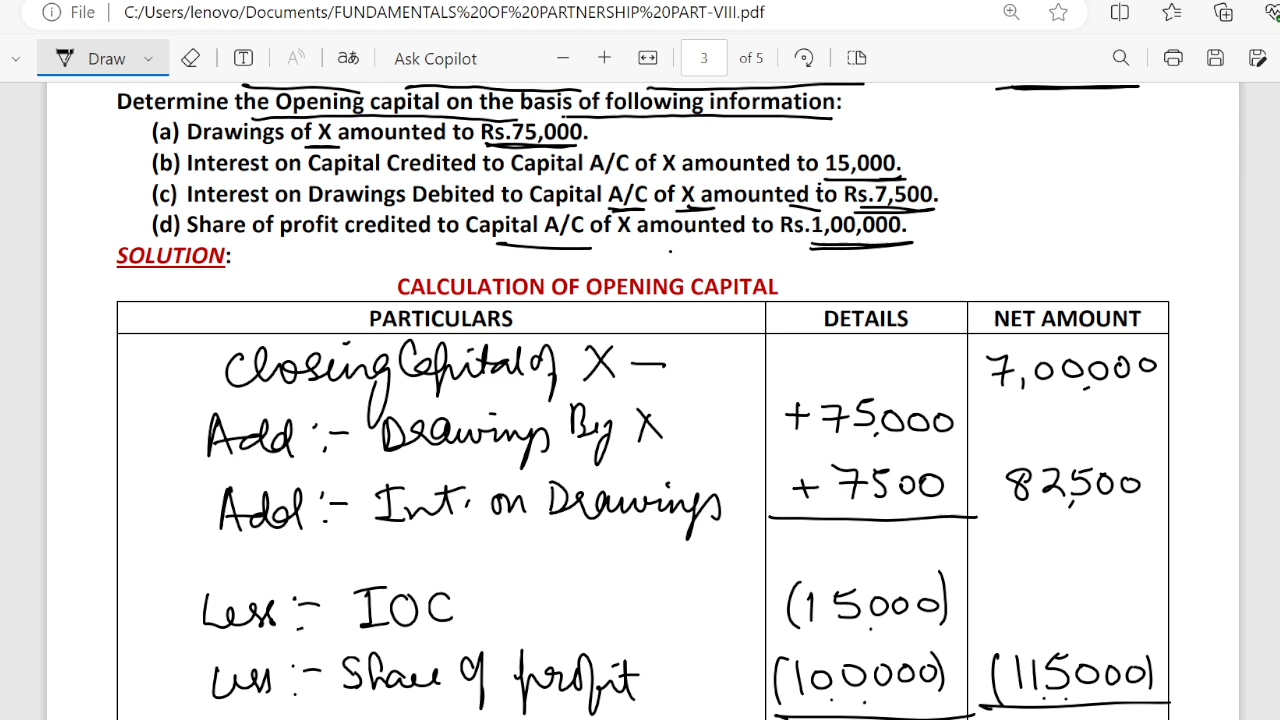 File C:/Users/lenovo/Documents/FUNDAMENTALS%20OF%20PARTNERSHIP%20PART-VIII.pdf
Draw T A aあ Ask Copilot 3 of 5
Determine the Opening capital on the basis of following information:
(a) Drawings of X amounted to Rs.75,000.
(b) Interest on Capital Credited to Capital A/C of X amounted to 15,000.
(c) Interest on Drawings Debited to Capital A/C of X amounted to Rs.7,500.
(d) Share of profit credited to Capital A/C of X amounted to Rs.1,00,000.
SOLUTION:
CALCULATION OF OPENING CAPITAL
PARTICULARS DETAILS NET AMOUNT
Closing Capital of X — 7,00,000
Add :- Drawings By X + 75,000
Add :- Int. on Drawings + 7500 82,500
Less :- IOC (15000)
Less :- Share of profit (100000) (115000)